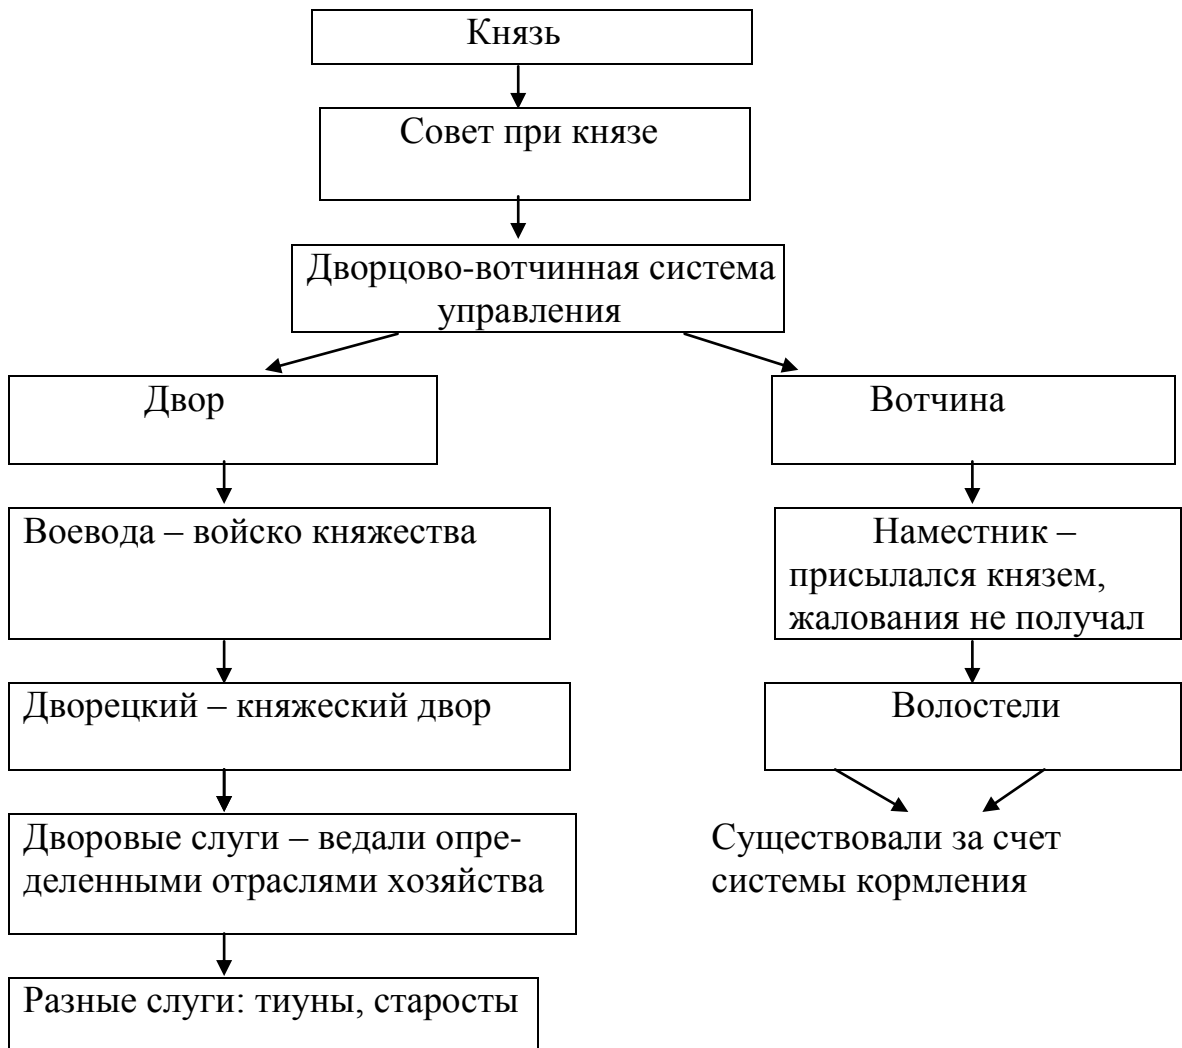 Князь
Совет при князе
Дворцово-вотчинная система
управления
Двор
Вотчина
Воевода – войско княжества
Наместник –
присылался князем,
жалования не получал
Дворецкий – княжеский двор
Волостели
Дворовые слуги – ведали опре-
деленными отраслями хозяйства
Существовали за счет
системы кормления
Разные слуги: тиуны, старосты